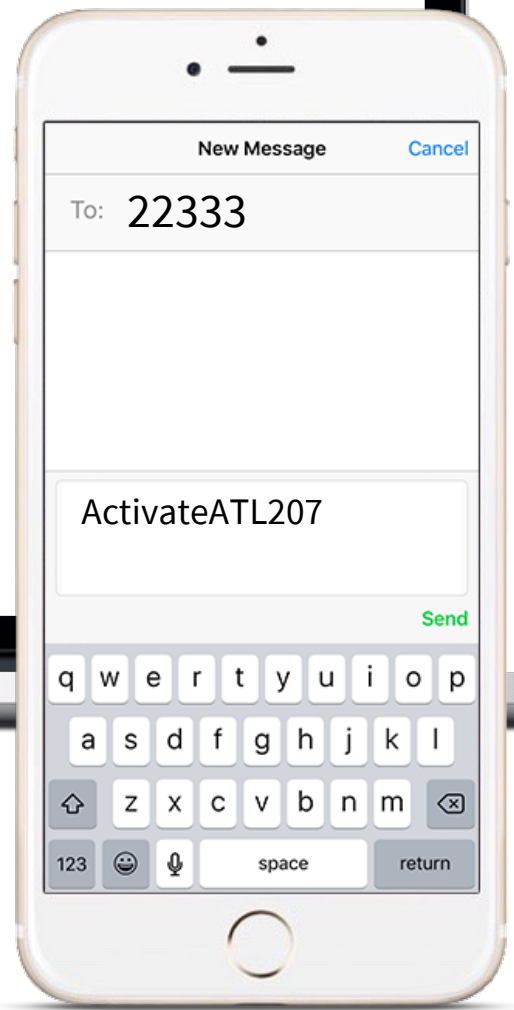 New Message Cancel
To: 22333
ActivateATL207
Send
q w e r t y u i o p
a s d f g h j k l
z x c v b n m
123 space return